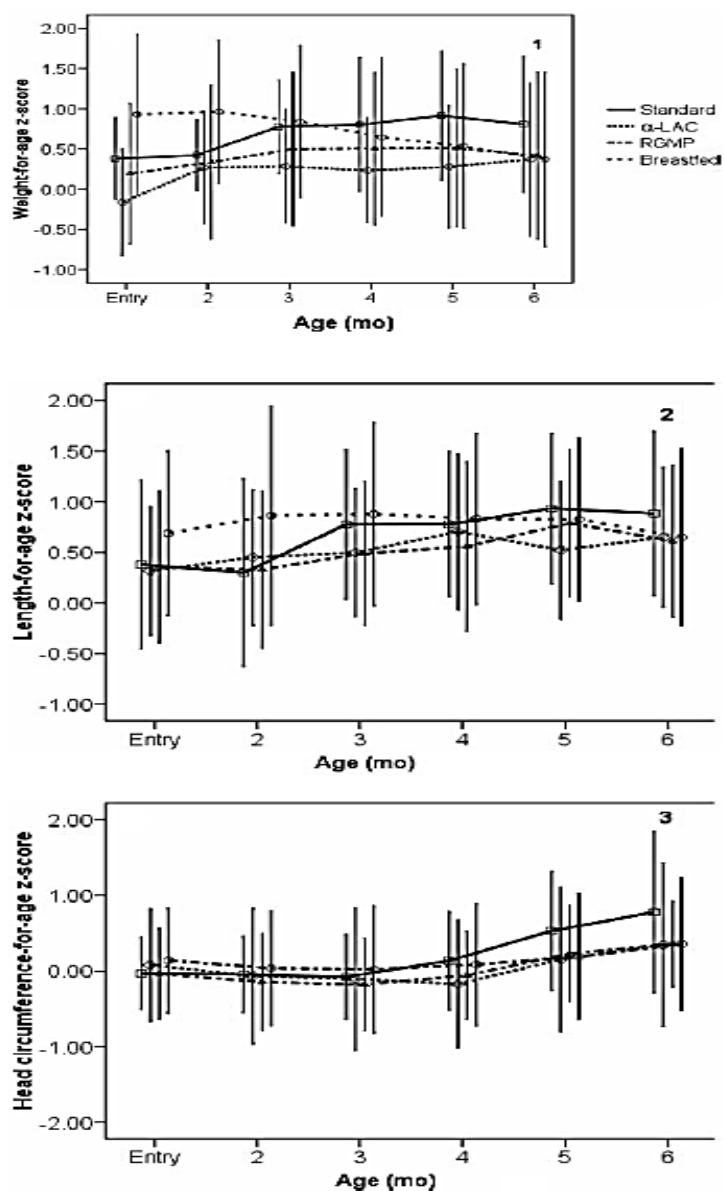 2.00
1
1.50
1.00
0.50
0.00
-0.50
-1.00
Weight-for-age z-score
Entry 2 3 4 5 6
Age (mo)
Standard
α-LAC
RGMP
Breastfed
2.00
2
1.50
1.00
0.50
0.00
-0.50
-1.00
Length-for-age z-score
Entry 2 3 4 5 6
Age (mo)
2.00
3
1.00
0.00
-1.00
-2.00
Head circumference-for-age z-score
Entry 2 3 4 5 6
Age (mo)